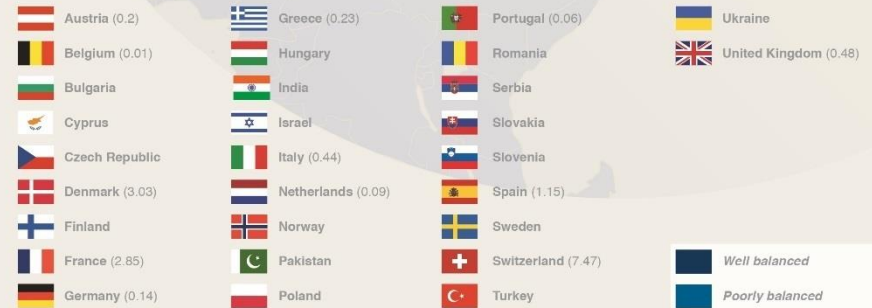 Austria (0.2)
Belgium (0.01)
Bulgaria
Cyprus
Czech Republic
Denmark (3.03)
Finland
France (2.85)
Germany (0.14)
Greece (0.23)
Hungary
India
Israel
Italy (0.44)
Netherlands (0.09)
Norway
Pakistan
Poland
Portugal (0.06)
Romania
Serbia
Slovakia
Slovenia
Spain (1.15)
Sweden
Switzerland (7.47)
Turkey
Ukraine
United Kingdom (0.48)
Well balanced
Poorly balanced